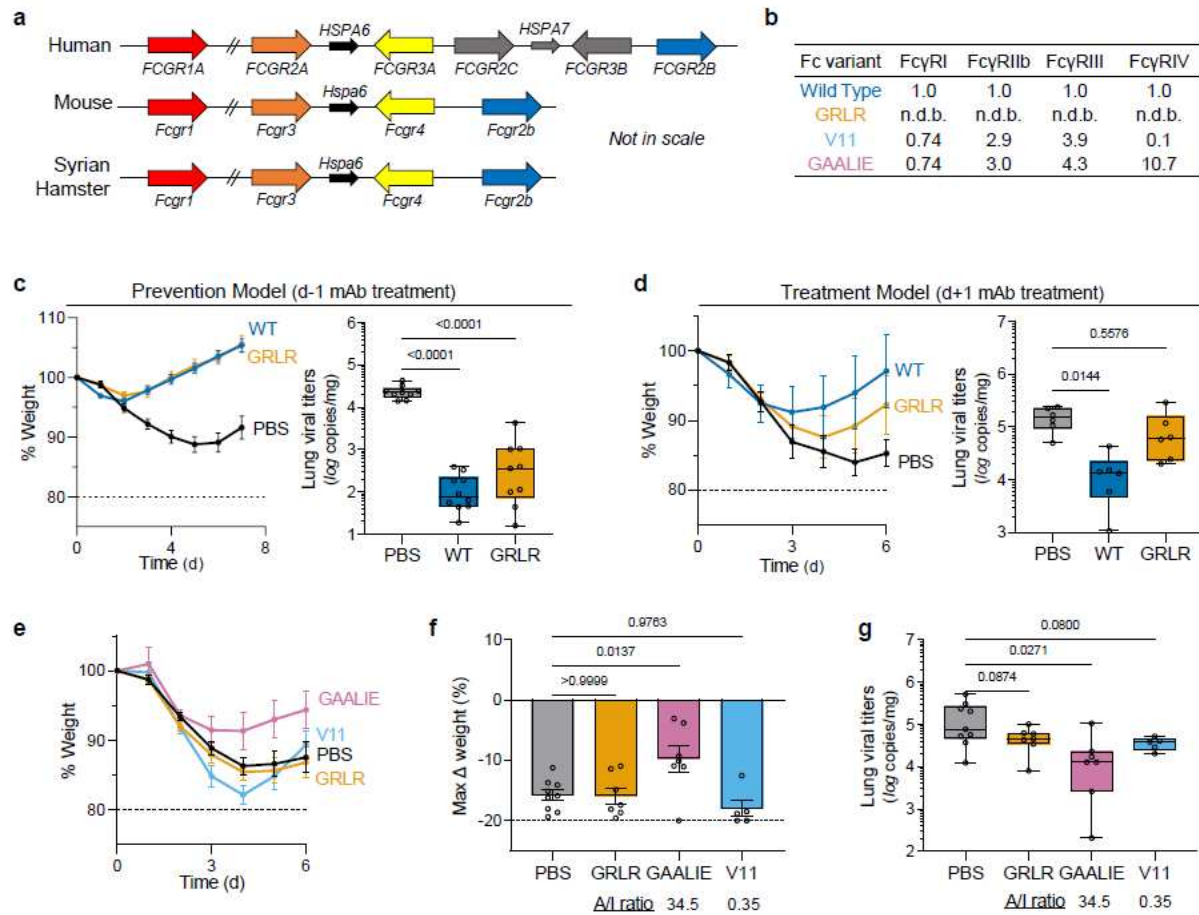 a
HSPA6 HSPA7
Human
FCGR1A FCGR2A FCGR3A FCGR2C FCGR3B FCGR2B
Hspa6
Mouse
Fcgr1 Fcgr3 Fcgr4 Fcgr2b
Not in scale
Hspa6
Syrian
Hamster
Fcgr1 Fcgr3 Fcgr4 Fcgr2b
b
Fc variant FcγRI FcγRIIb FcγRIII FcγRIV
Wild Type 1.0 1.0 1.0 1.0
GRLR n.d.b. n.d.b. n.d.b. n.d.b.
V11 0.74 2.9 3.9 0.1
GAALIE 0.74 3.0 4.3 10.7
c
Prevention Model (d-1 mAb treatment)
% Weight
110
100
90
80
0 4 8
Time (d)
WT
GRLR
PBS
Lung viral titers
(log copies/mg)
6
5
4
3
2
1
<0.0001
<0.0001
PBS WT GRLR
d
Treatment Model (d+1 mAb treatment)
% Weight
100
90
80
0 3 6
Time (d)
WT
GRLR
PBS
Lung viral titers
(log copies/mg)
7
6
5
4
3
0.5576
0.0144
PBS WT GRLR
e
% Weight
100
90
80
0 3 6
Time (d)
GAALIE
V11
PBS
GRLR
f
Max Δ weight (%)
10
0
-10
-20
0.9763
0.0137
>0.9999
PBS GRLR GAALIE V11
A/I ratio 34.5 0.35
g
Lung viral titers
(log copies/mg)
7
6
5
4
3
2
0.0800
0.0271
0.0874
PBS GRLR GAALIE V11
A/I ratio 34.5 0.35